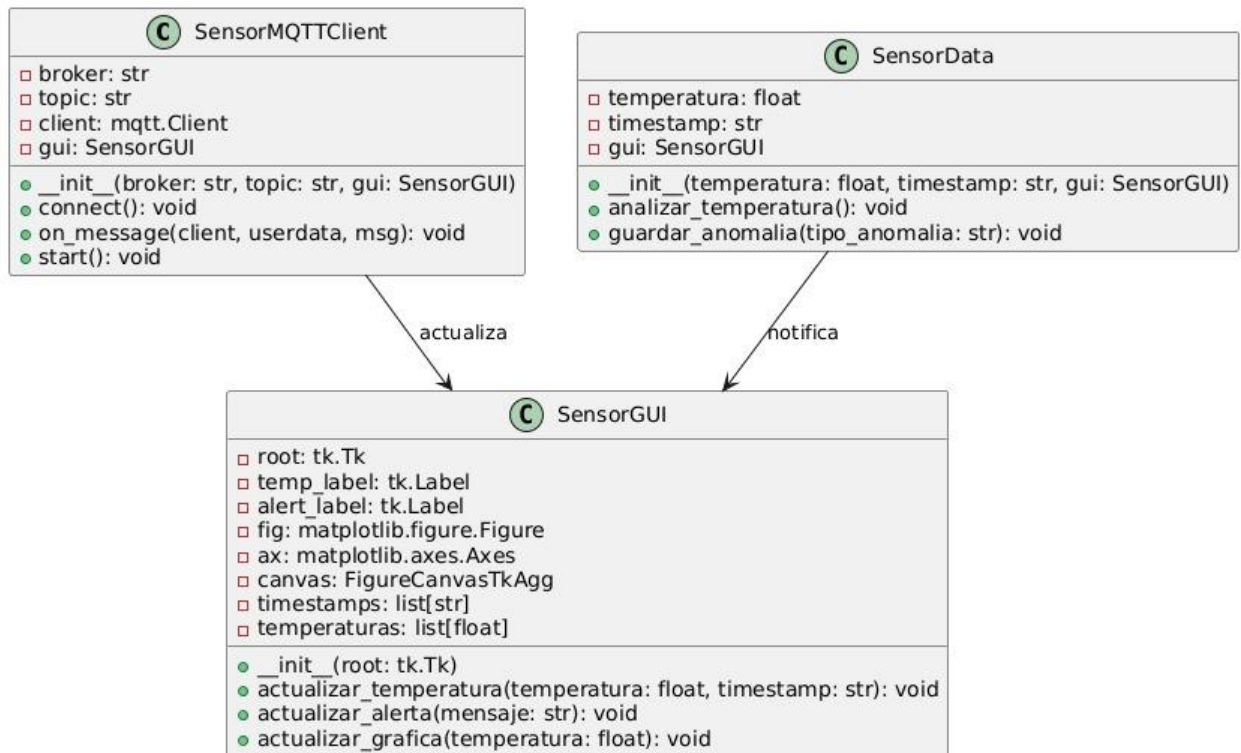 C SensorMQTTClient
broker: str
topic: str
client: mqtt.Client
gui: SensorGUI
__init__(broker: str, topic: str, gui: SensorGUI)
connect(): void
on_message(client, userdata, msg): void
start(): void
C SensorData
temperatura: float
timestamp: str
gui: SensorGUI
__init__(temperatura: float, timestamp: str, gui: SensorGUI)
analizar_temperatura(): void
guardar_anomalia(tipo_anomalia: str): void
actualiza
notifica
C SensorGUI
root: tk.Tk
temp_label: tk.Label
alert_label: tk.Label
fig: matplotlib.figure.Figure
ax: matplotlib.axes.Axes
canvas: FigureCanvasTkAgg
timestamps: list[str]
temperaturas: list[float]
__init__(root: tk.Tk)
actualizar_temperatura(temperatura: float, timestamp: str): void
actualizar_alerta(mensaje: str): void
actualizar_grafica(temperatura: float): void